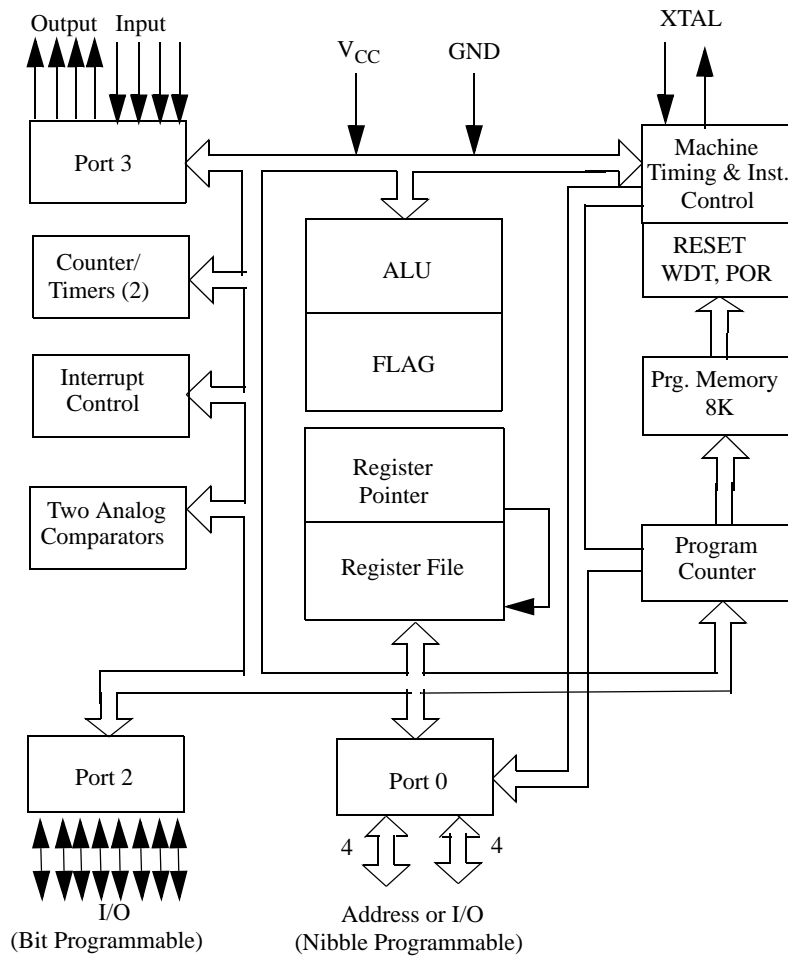 Output Input
V_CC
GND
XTAL
Port 3
Machine
Timing & Inst.
Control
RESET
WDT, POR
Counter/
Timers (2)
ALU
FLAG
Interrupt
Control
Prg. Memory
8K
Register
Pointer
Two Analog
Comparators
Register File
Program
Counter
Port 2
Port 0
4
4
I/O
(Bit Programmable)
Address or I/O
(Nibble Programmable)